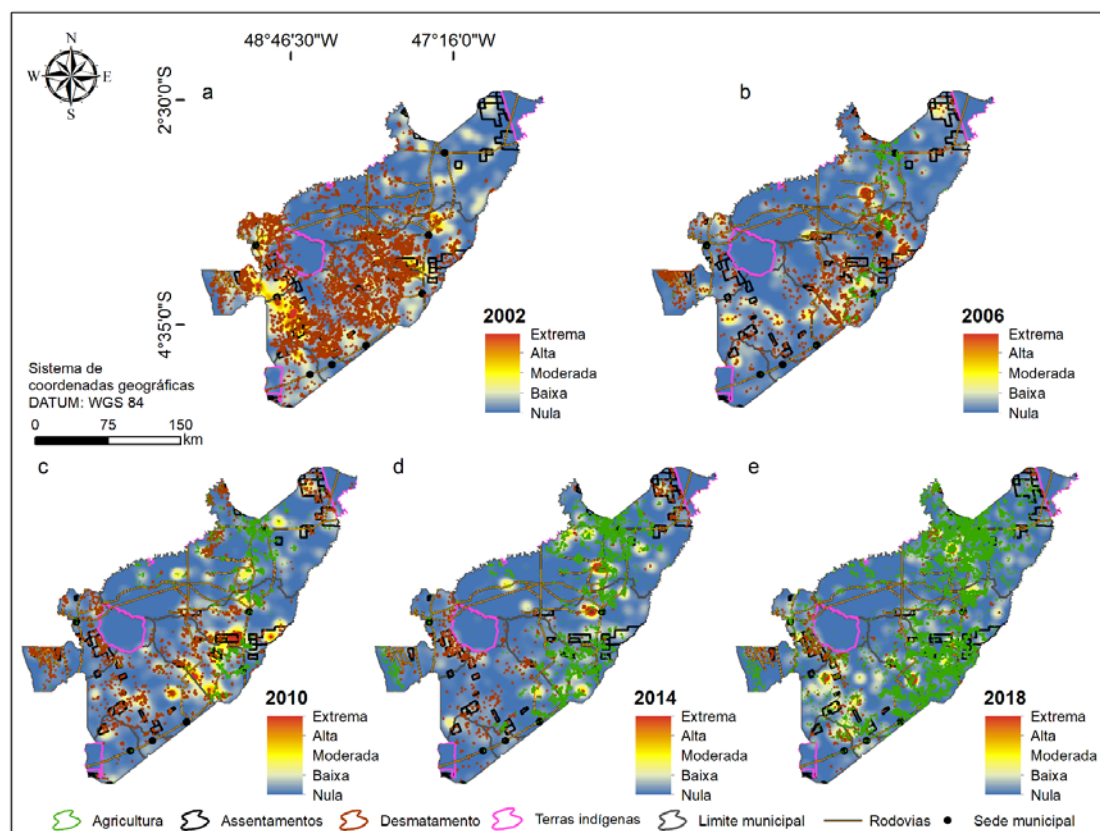 N
W E
S
48°46'30"W 47°16'0"W
2°30'0"S
4°35'0"S
a
b
2002
Extrema
Alta
Moderada
Baixa
Nula
2006
Extrema
Alta
Moderada
Baixa
Nula
Sistema de
coordenadas geográficas
DATUM: WGS 84
0 75 150
km
c
d
e
2010
Extrema
Alta
Moderada
Baixa
Nula
2014
Extrema
Alta
Moderada
Baixa
Nula
2018
Extrema
Alta
Moderada
Baixa
Nula
Agricultura Assentamentos Desmatamento Terras indígenas Limite municipal Rodovias Sede municipal